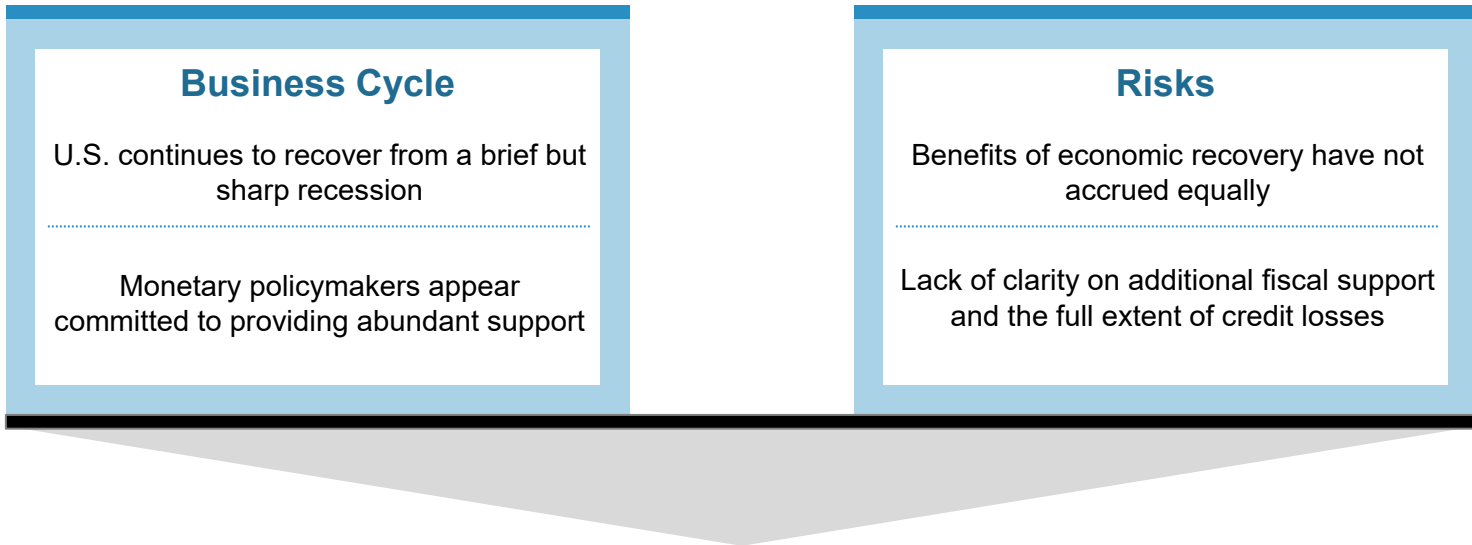 Business Cycle
U.S. continues to recover from a brief but
sharp recession
Monetary policymakers appear
committed to providing abundant support
Risks
Benefits of economic recovery have not
accrued equally
Lack of clarity on additional fiscal support
and the full extent of credit losses